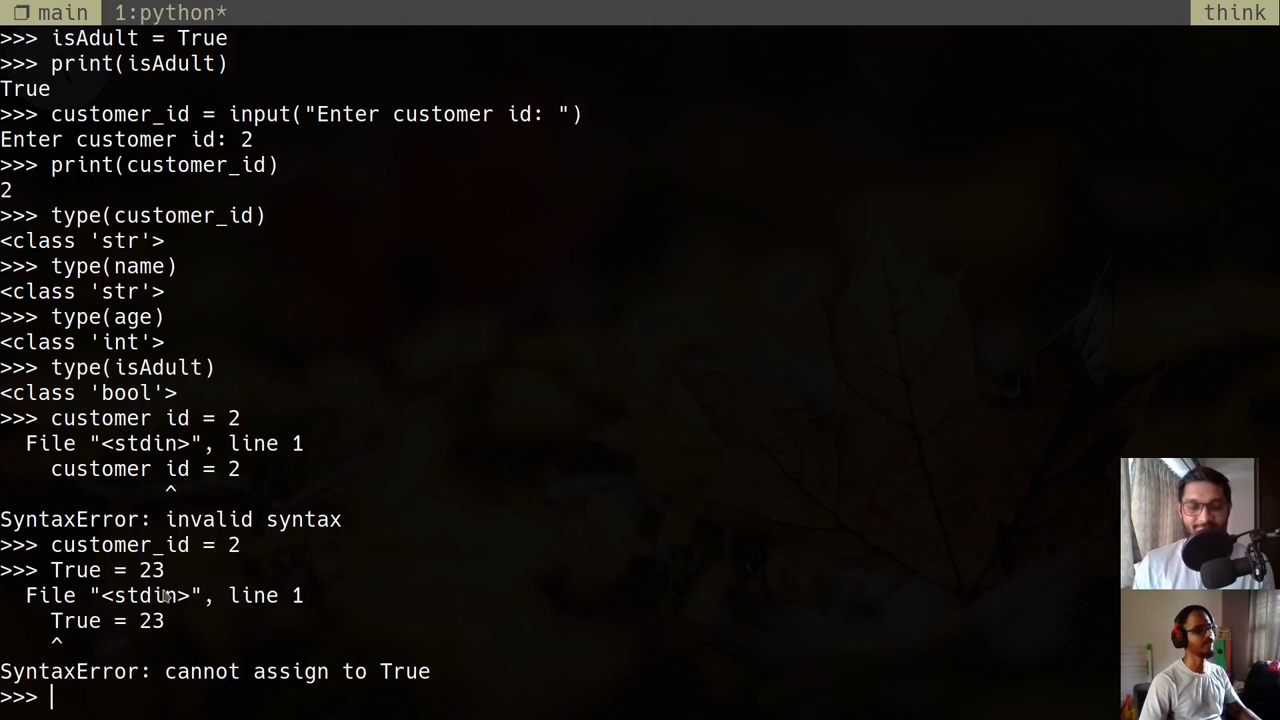 main 1:python* think
>>> isAdult = True
>>> print(isAdult)
True
>>> customer_id = input("Enter customer id: ")
Enter customer id: 2
>>> print(customer_id)
2
>>> type(customer_id)
<class 'str'>
>>> type(name)
<class 'str'>
>>> type(age)
<class 'int'>
>>> type(isAdult)
<class 'bool'>
>>> customer id = 2
  File "<stdin>", line 1
    customer id = 2
             ^
SyntaxError: invalid syntax
>>> customer_id = 2
>>> True = 23
  File "<stdin>", line 1
    True = 23
    ^
SyntaxError: cannot assign to True
>>>